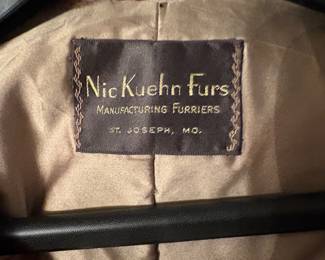 Nic Kuehn Furs
MANUFACTURING FURRIERS
ST. JOSEPH, MO.